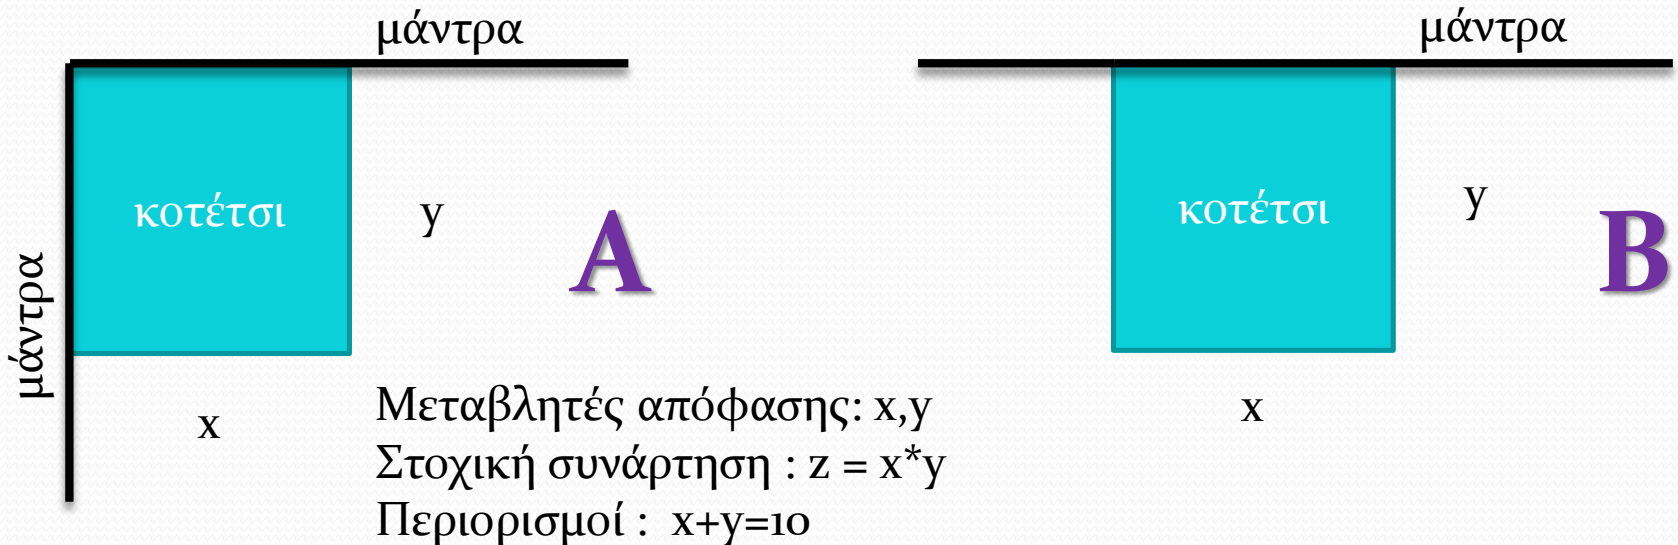 μάντρα
κοτέτσι
y
A
μάντρα
x
μάντρα
κοτέτσι
y
B
x
Μεταβλητές απόφασης: x,y
Στοχική συνάρτηση : z = x*y
Περιορισμοί : x+y=10